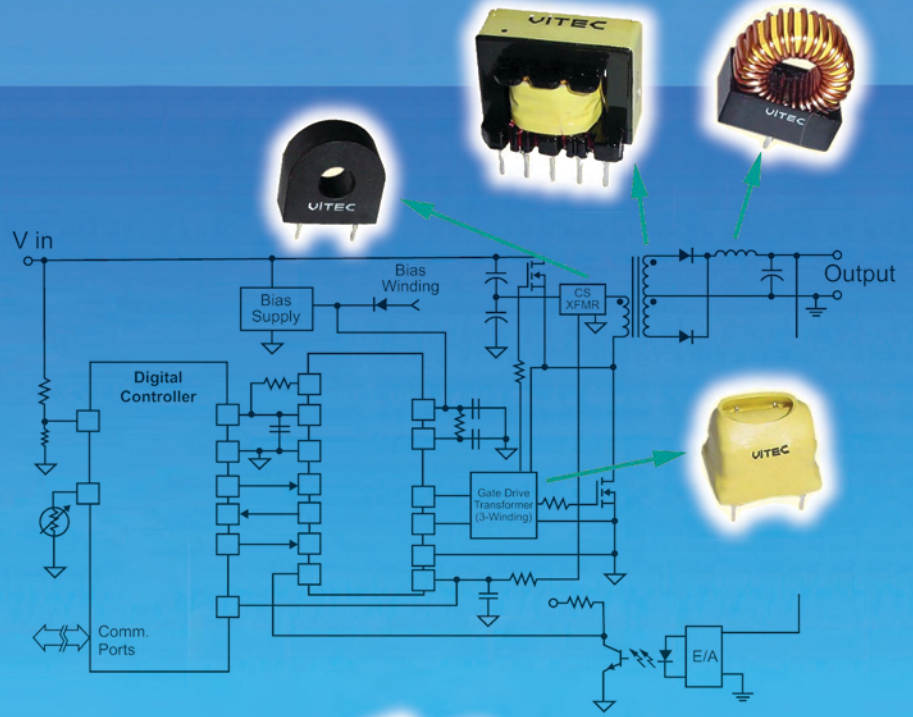 VITEC
VITEC
VITEC
V in
Bias
Winding
Output
Bias
Supply
CS
XFMR
Digital
Controller
VITEC
Gate Drive
Transformer
(3-Winding)
Comm.
Ports
E/A